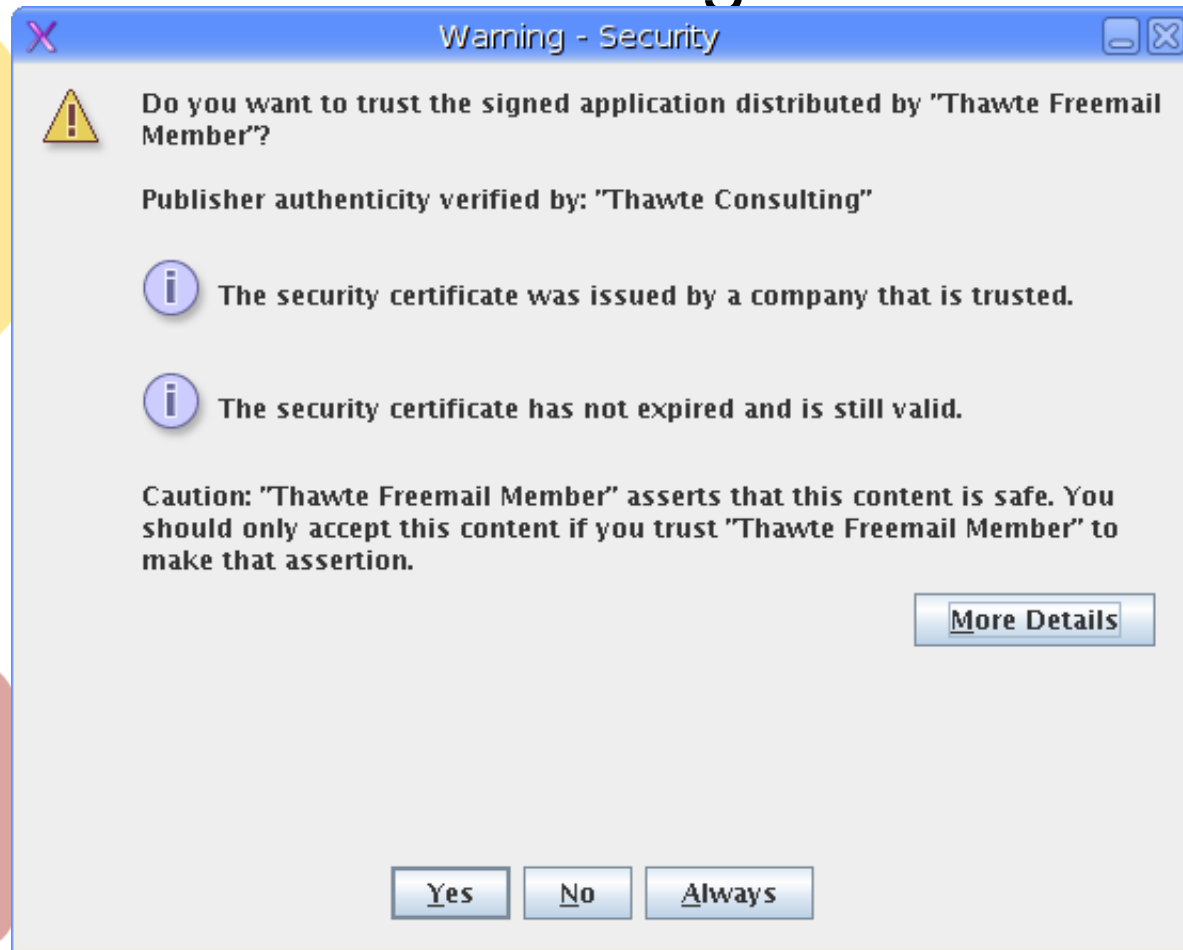 Warning - Security
Do you want to trust the signed application distributed by "Thawte Freemail
Member"?
Publisher authenticity verified by: "Thawte Consulting"
The security certificate was issued by a company that is trusted.
The security certificate has not expired and is still valid.
Caution: "Thawte Freemail Member" asserts that this content is safe. You
should only accept this content if you trust "Thawte Freemail Member" to
make that assertion.
More Details
Yes No Always